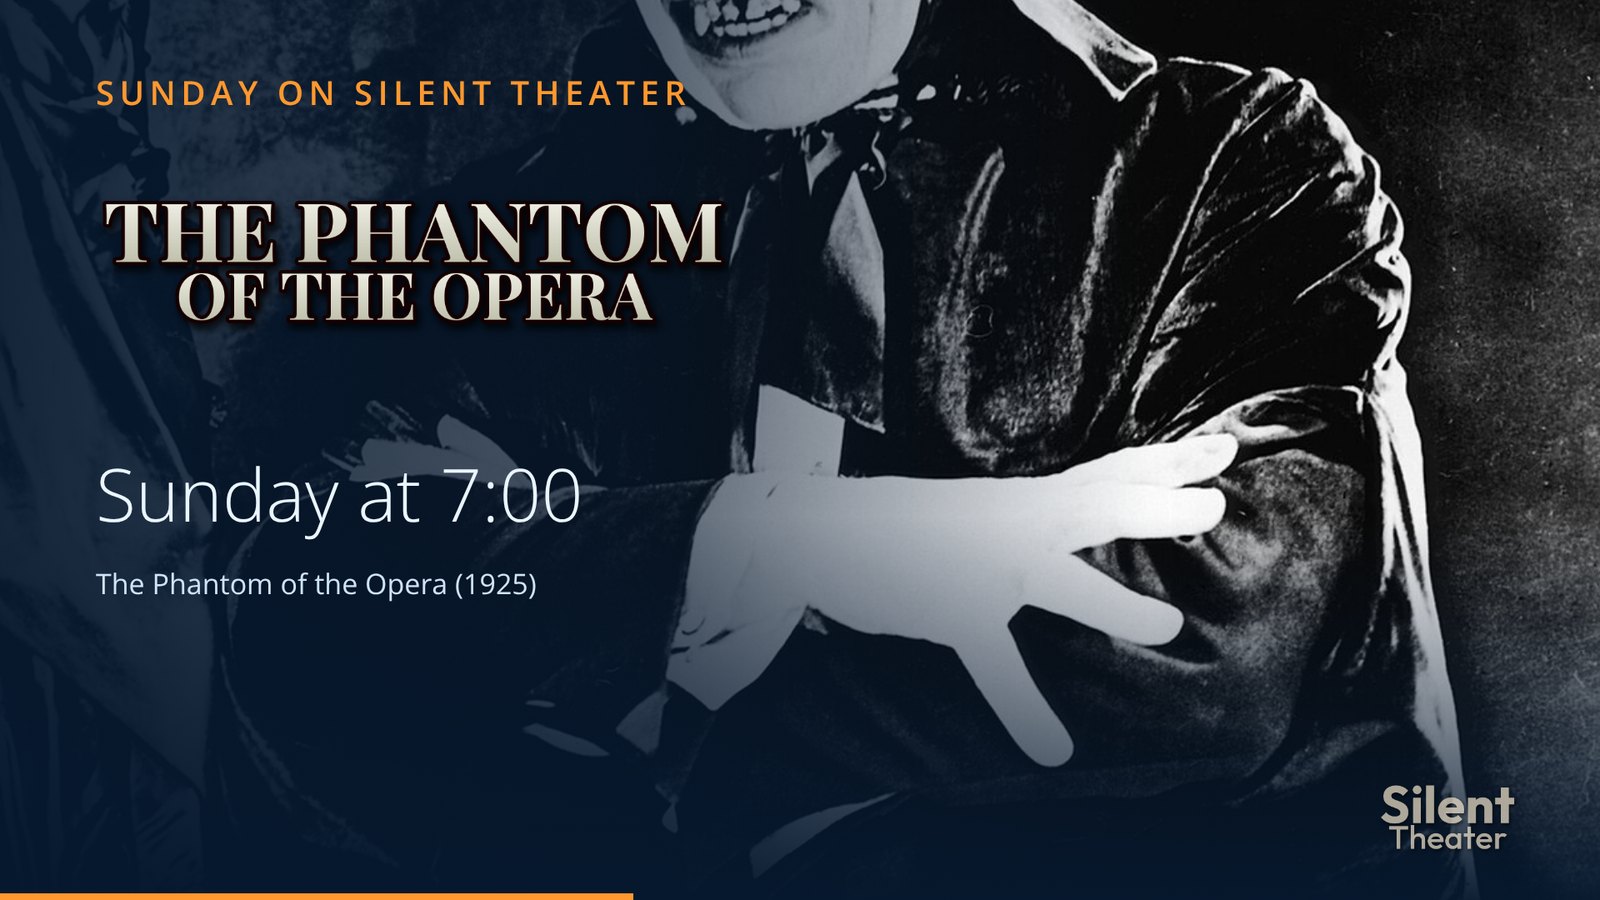 SUNDAY ON SILENT THEATER
THE PHANTOM
OF THE OPERA
Sunday at 7:00
The Phantom of the Opera (1925)
Silent
Theater